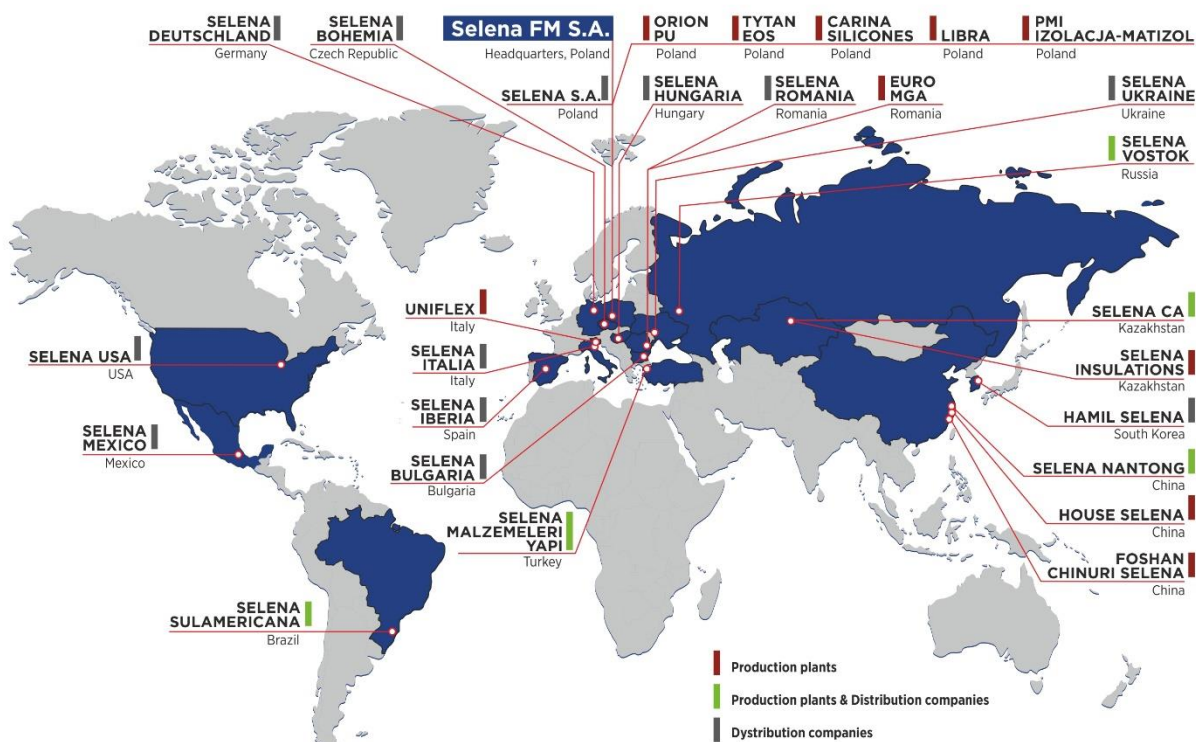 SELENA
DEUTSCHLAND
Germany
SELENA
BOHEMIA
Czech Republic
Selena FM S.A.
Headquarters, Poland
ORION
PU
Poland
TYTAN
EOS
Poland
CARINA
SILICONES
Poland
LIBRA
Poland
PMI
IZOLACJA-MATIZOL
Poland
SELENA S.A.
Poland
SELENA
HUNGARIA
Hungary
SELENA
ROMANIA
Romania
EURO
MGA
Romania
SELENA
UKRAINE
Ukraine
SELENA
VOSTOK
Russia
UNIFLEX
Italy
SELENA
ITALIA
Italy
SELENA
IBERIA
Spain
SELENA
BULGARIA
Bulgaria
SELENA
MALZEMELERI
YAPI
Turkey
SELENA USA
USA
SELENA
MEXICO
Mexico
SELENA
SULAMERICANA
Brazil
SELENA CA
Kazakhstan
SELENA
INSULATIONS
Kazakhstan
HAMIL SELENA
South Korea
SELENA NANTONG
China
HOUSE SELENA
China
FOSHAN
CHINURI SELENA
China
Production plants
Production plants & Distribution companies
Dystribution companies